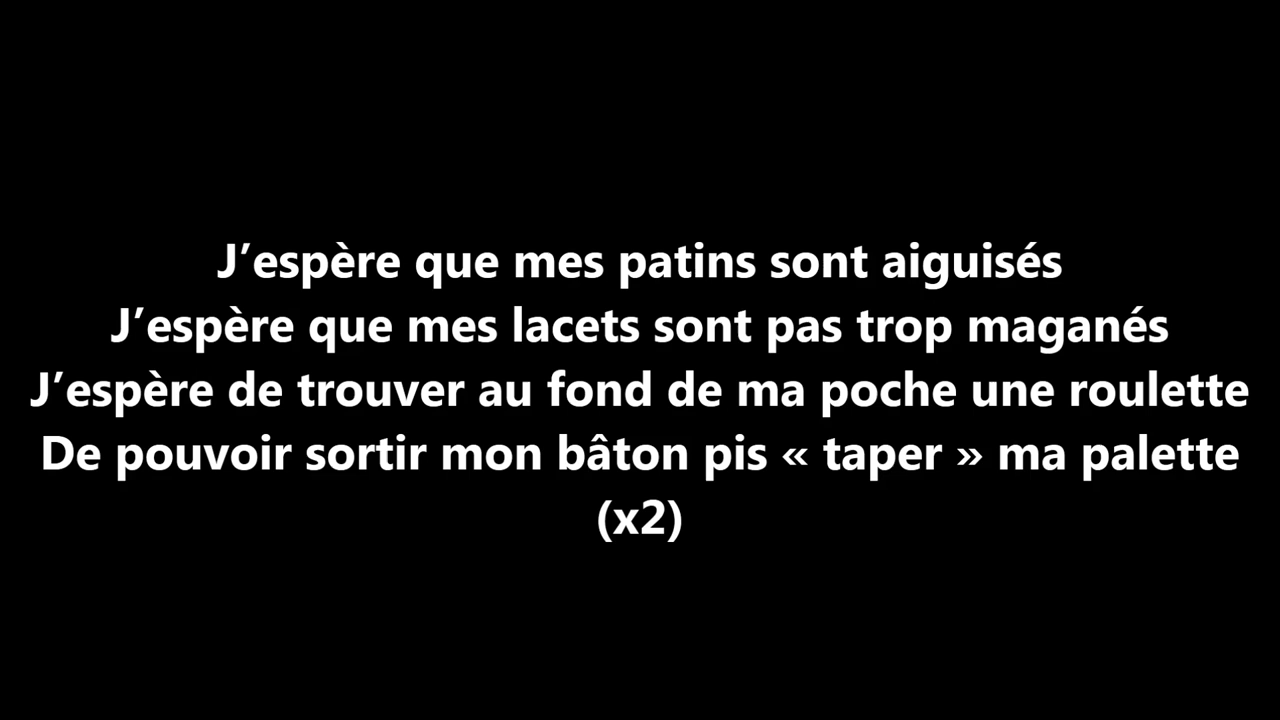 J’espère que mes patins sont aiguisés
J’espère que mes lacets sont pas trop maganés
J’espère de trouver au fond de ma poche une roulette
De pouvoir sortir mon bâton pis « taper » ma palette
(x2)